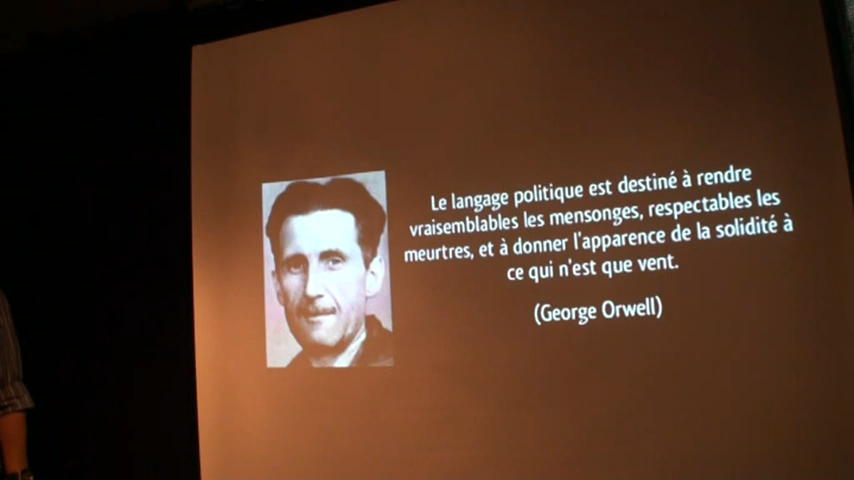 Le langage politique est destiné à rendre
vraisemblables les mensonges, respectables les
meurtres, et à donner l'apparence de la solidité à
ce qui n'est que vent.
(George Orwell)